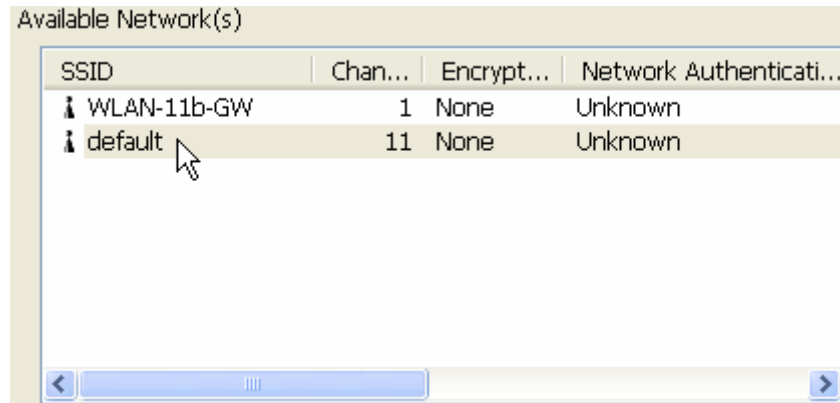 Available Network(s)
SSID Chan... Encrypt... Network Authenticati...
WLAN-11b-GW 1 None Unknown
default 11 None Unknown